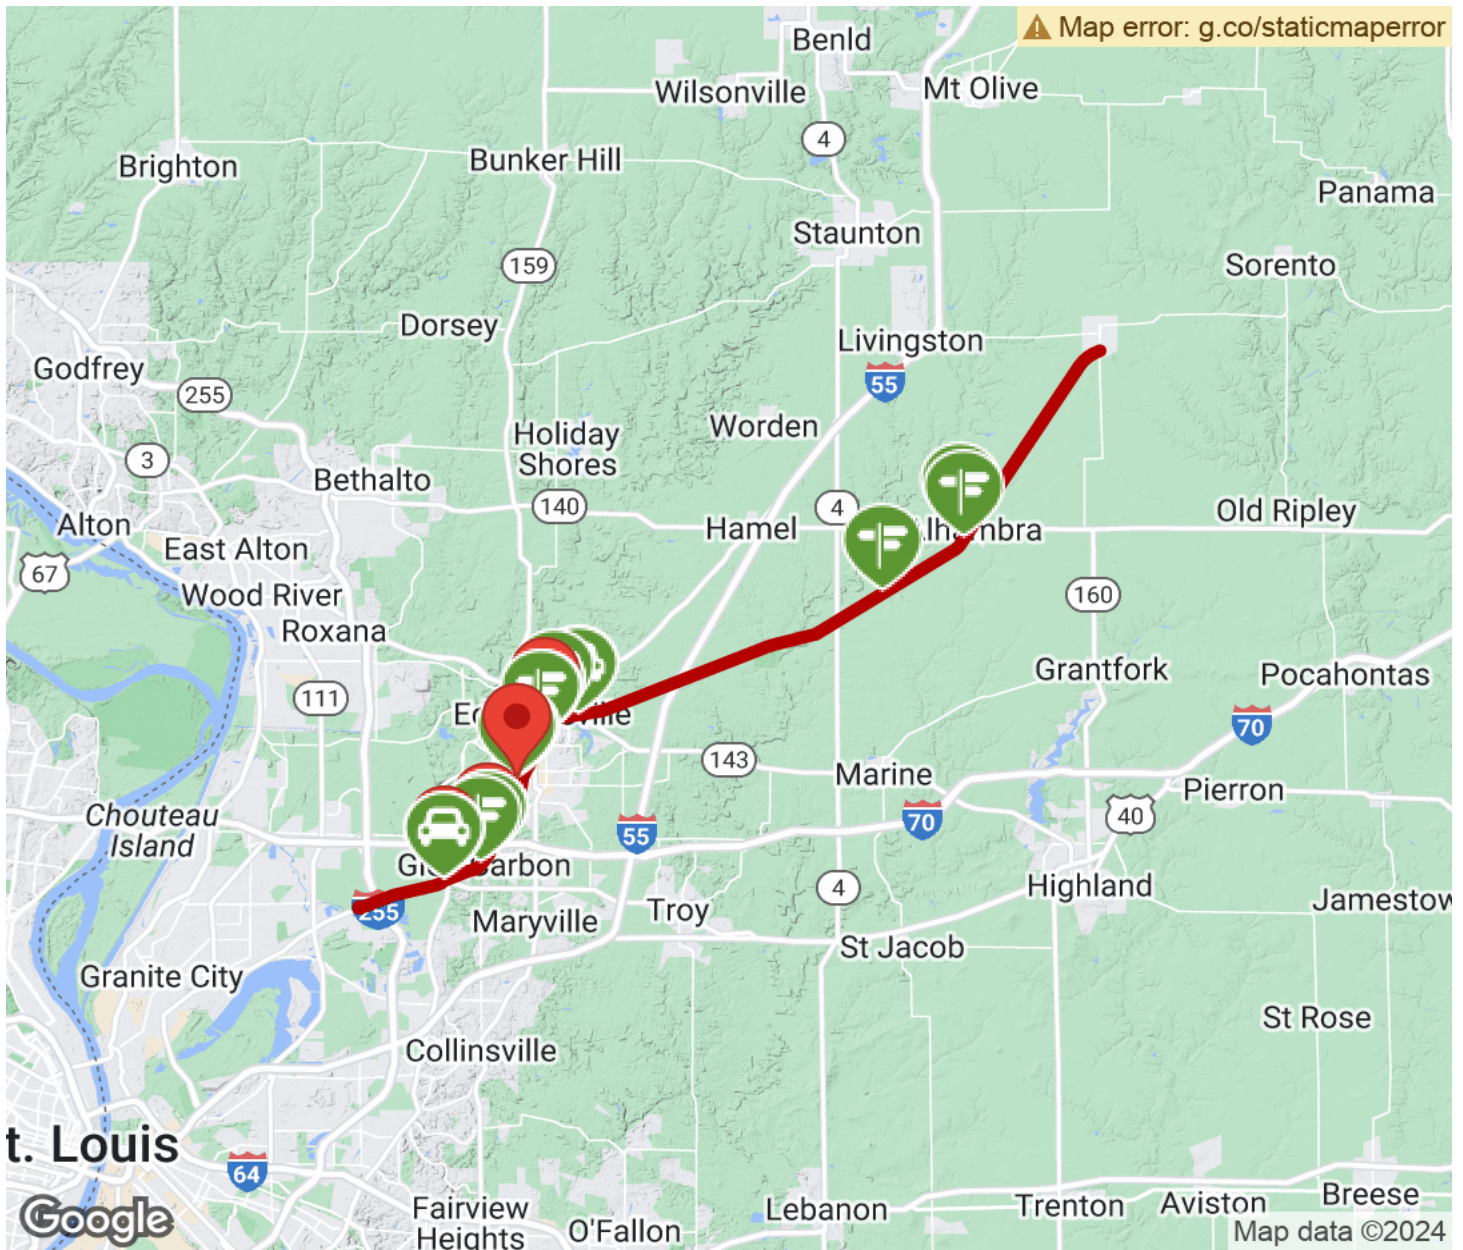 Map error: g.co/staticmaperror
Benld
Wilsonville
Mt Olive
4
Brighton
Bunker Hill
Panama
Staunton
159
Sorento
Dorsey
Livingston
Godfrey
55
255
Worden
Holiday
Shores
3
Bethalto
140
4
Hamel
Old Ripley
Alton
East Alton
67
Wood River
160
Roxana
Grantfork
Pocahontas
111
70
143
Marine
Pierron
Chouteau
Island
55
70
40
Highland
4
Jamestow
255
Maryville
Troy
St Jacob
Granite City
St Rose
Collinsville
t. Louis
64
Fairview
Heights
O'Fallon
Lebanon
Trenton
Aviston
Breese
Google
Map data ©2024